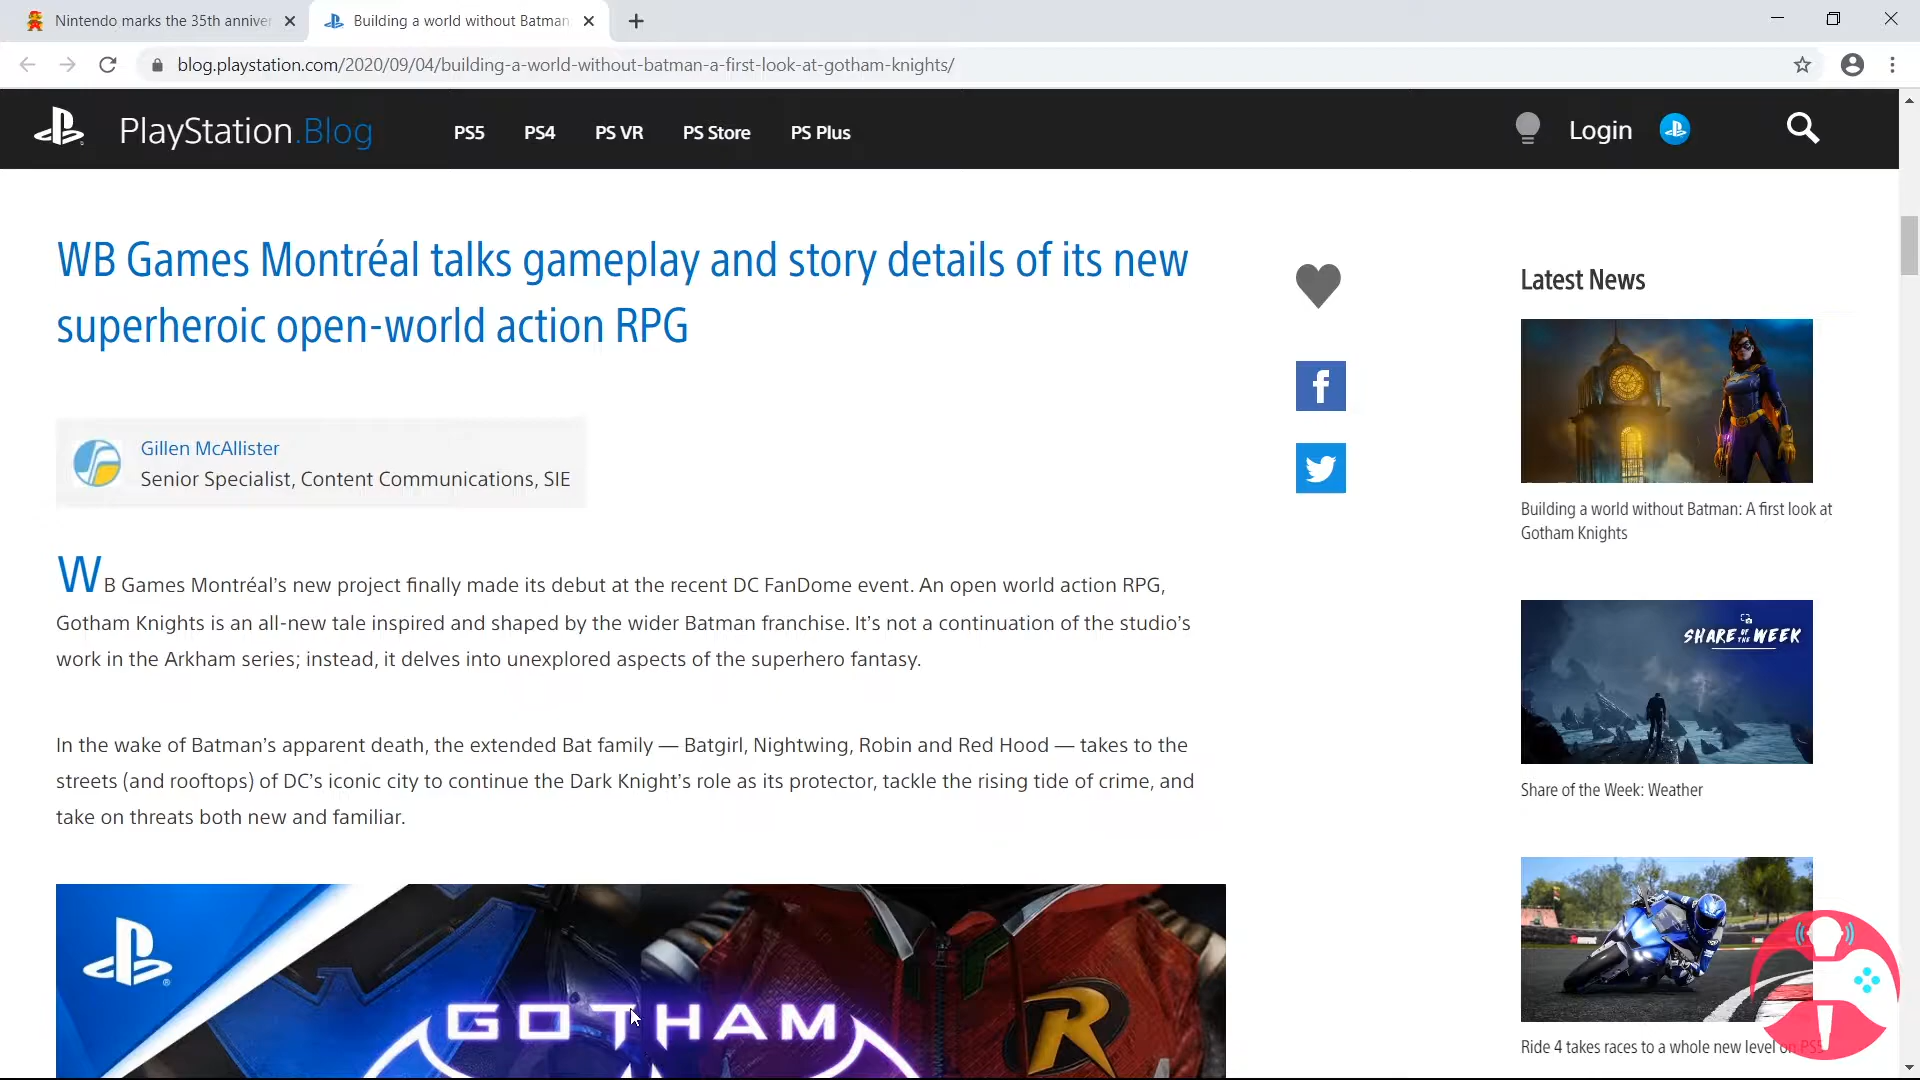 Nintendo marks the 35th anniver
Building a world without Batman
blog.playstation.com/2020/09/04/building-a-world-without-batman-a-first-look-at-gotham-knights/
PlayStation.Blog
PS5
PS4
PS VR
PS Store
PS Plus
Login
WB Games Montréal talks gameplay and story details of its new
superheroic open-world action RPG
Gillen McAllister
Senior Specialist, Content Communications, SIE
WB Games Montréal’s new project finally made its debut at the recent DC FanDome event. An open world action RPG,
Gotham Knights is an all-new tale inspired and shaped by the wider Batman franchise. It’s not a continuation of the studio’s
work in the Arkham series; instead, it delves into unexplored aspects of the superhero fantasy.
In the wake of Batman’s apparent death, the extended Bat family — Batgirl, Nightwing, Robin and Red Hood — takes to the
streets (and rooftops) of DC’s iconic city to continue the Dark Knight’s role as its protector, tackle the rising tide of crime, and
take on threats both new and familiar.
GOTHAM
R
Latest News
Building a world without Batman: A first look at
Gotham Knights
SHARE OF THE WEEK
Share of the Week: Weather
Ride 4 takes races to a whole new level on PS5